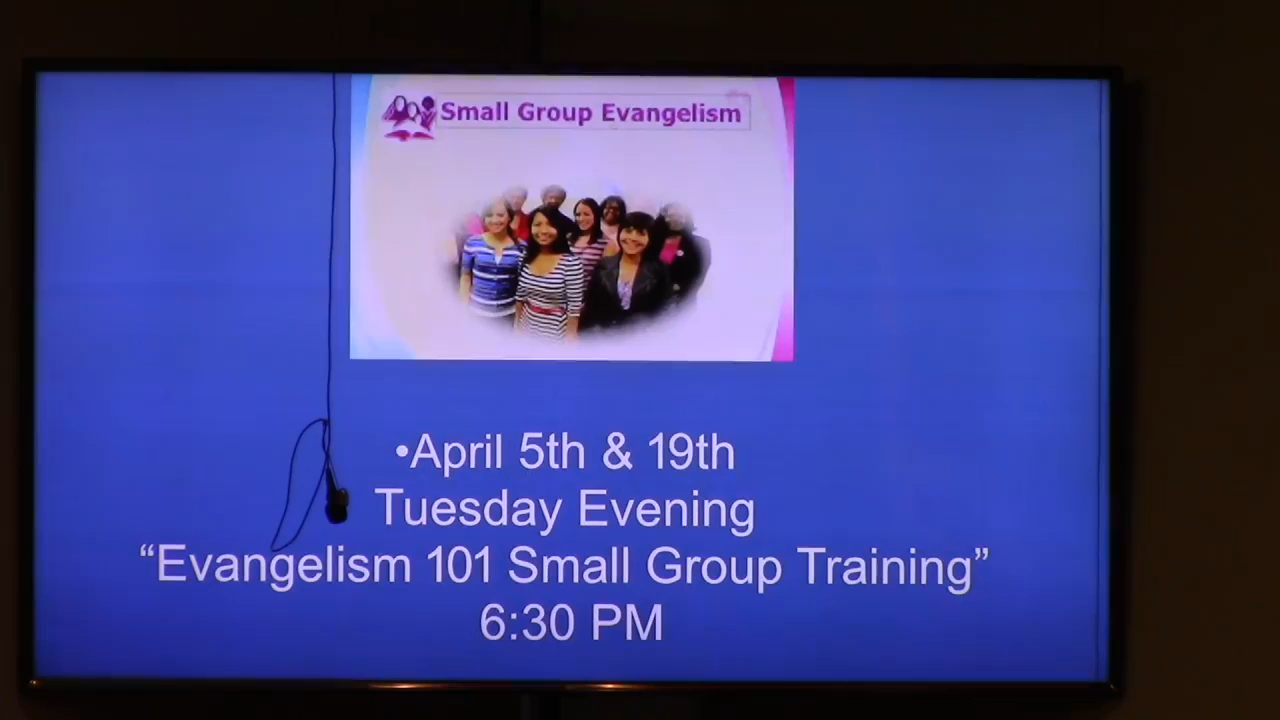 Small Group Evangelism
•April 5th & 19th
Tuesday Evening
“Evangelism 101 Small Group Training”
6:30 PM